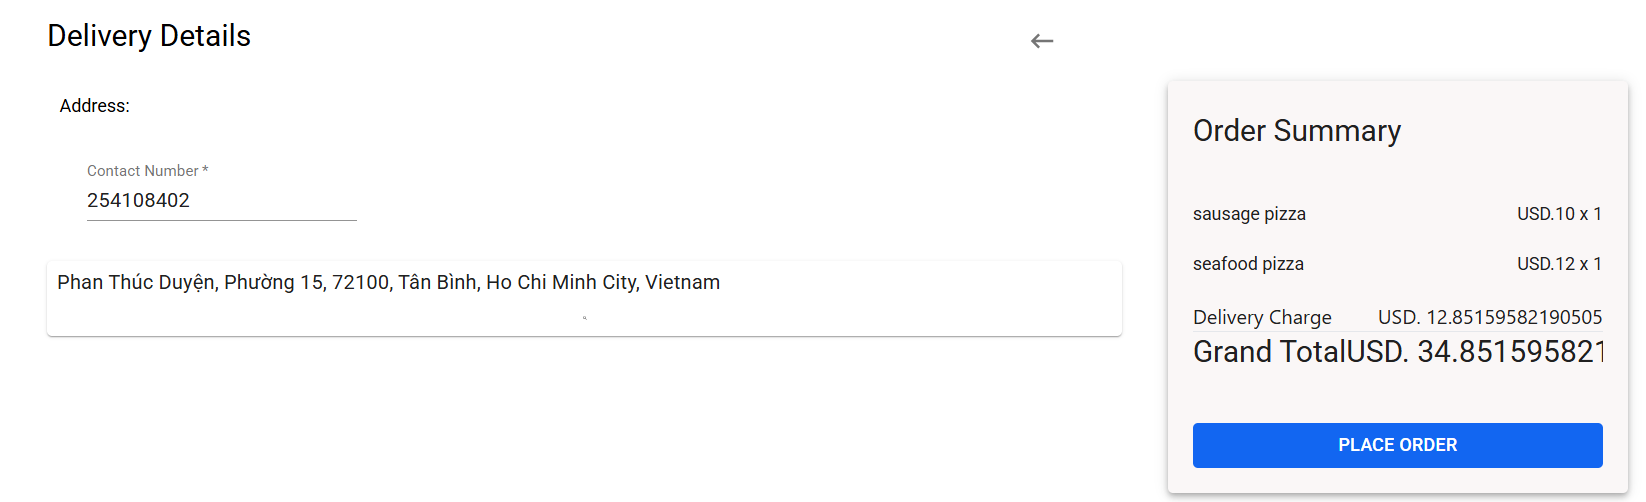 Delivery Details
Address:
Contact Number *
254108402
Phan Thúc Duyện, Phường 15, 72100, Tân Bình, Ho Chi Minh City, Vietnam
Order Summary
sausage pizza USD.10 x 1
seafood pizza USD.12 x 1
Delivery Charge USD. 12.85159582190505
Grand TotalUSD. 34.851595821
PLACE ORDER